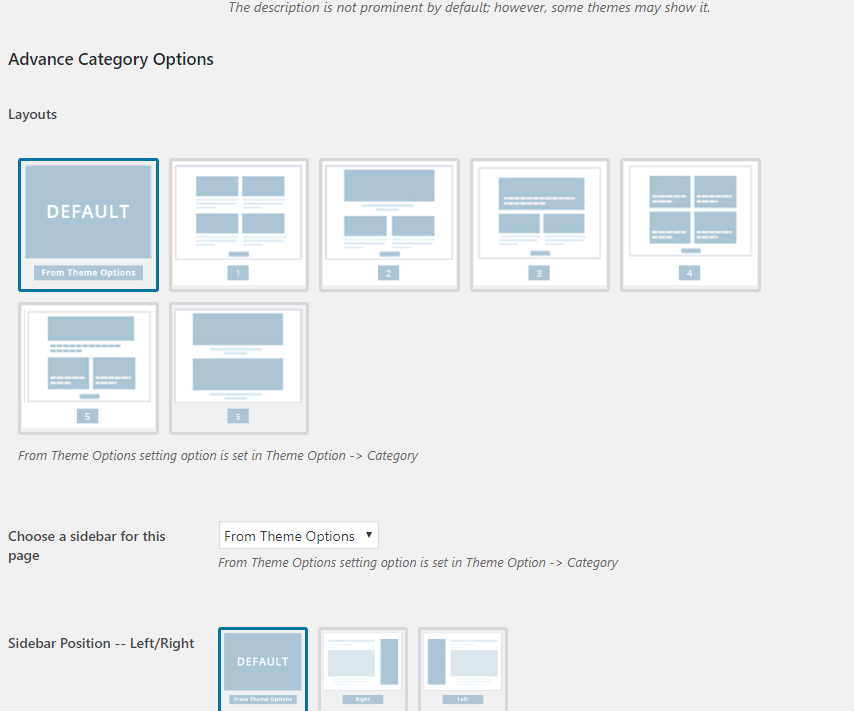 The description is not prominent by default; however, some themes may show it.
Advance Category Options
Layouts
DEFAULT
From Theme Options
1
2
3
4
5
5
From Theme Options setting option is set in Theme Option -> Category
Choose a sidebar for this
page
From Theme Options
From Theme Options setting option is set in Theme Option -> Category
Sidebar Position -- Left/Right
DEFAULT
From Theme Options
Right
Left